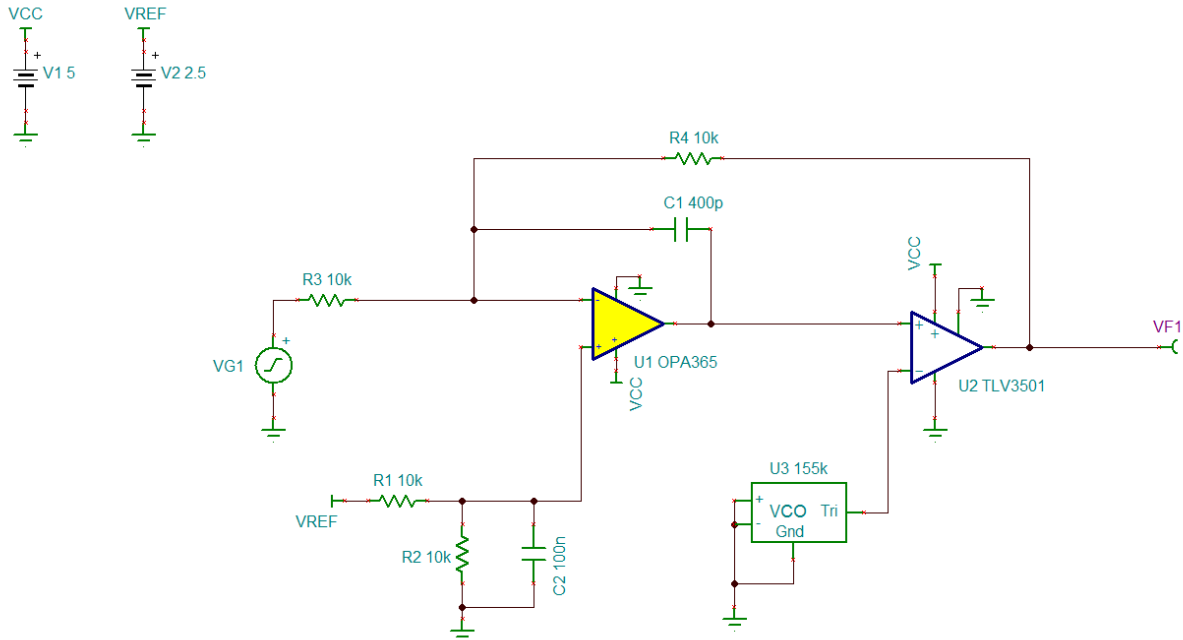 VCC
VREF
+
+
V1 5
V2 2.5
R4 10k
C1 400p
VCC
R3 10k
-
+
+
+
+
VF1
+
-
VG1
U1 OPA365
U2 TLV3501
VCC
U3 155k
R1 10k
+
VCO
Tri
-
Gnd
VREF
R2 10k
C2 100n